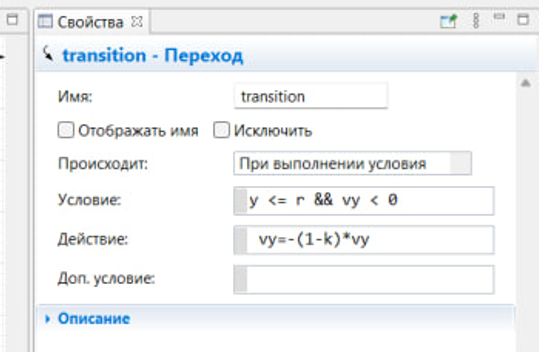 Свойства
transition - Переход
Имя: transition
Отображать имя Исключить
Происходит: При выполнении условия
Условие: y <= r && vy < 0
Действие: vy=-(1-k)*vy
Доп. условие:
Описание